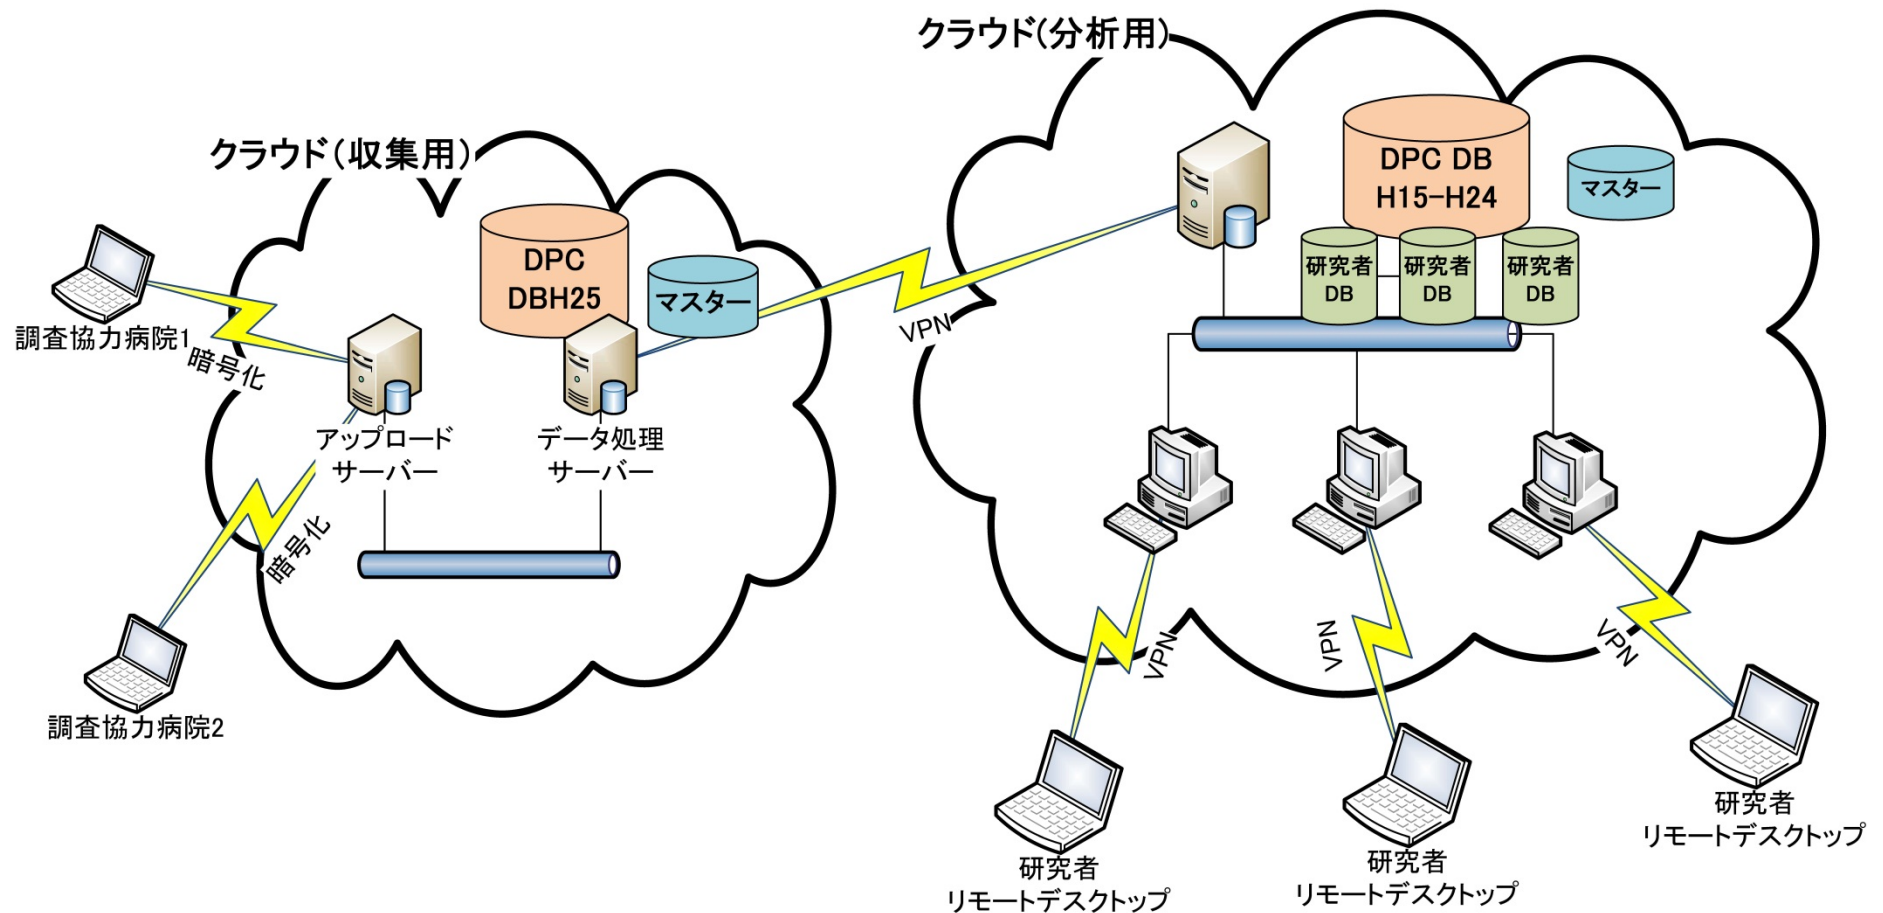 クラウド(分析用)
クラウド(収集用)
DPC DB
H15-H24
マスター
研究者
DB
研究者
DB
研究者
DB
DPC
DBH25
マスター
VPN
調査協力病院1
暗号化
アップロード
サーバー
データ処理
サーバー
暗号化
調査協力病院2
VPN
VPN
VPN
研究者
リモートデスクトップ
研究者
リモートデスクトップ
研究者
リモートデスクトップ